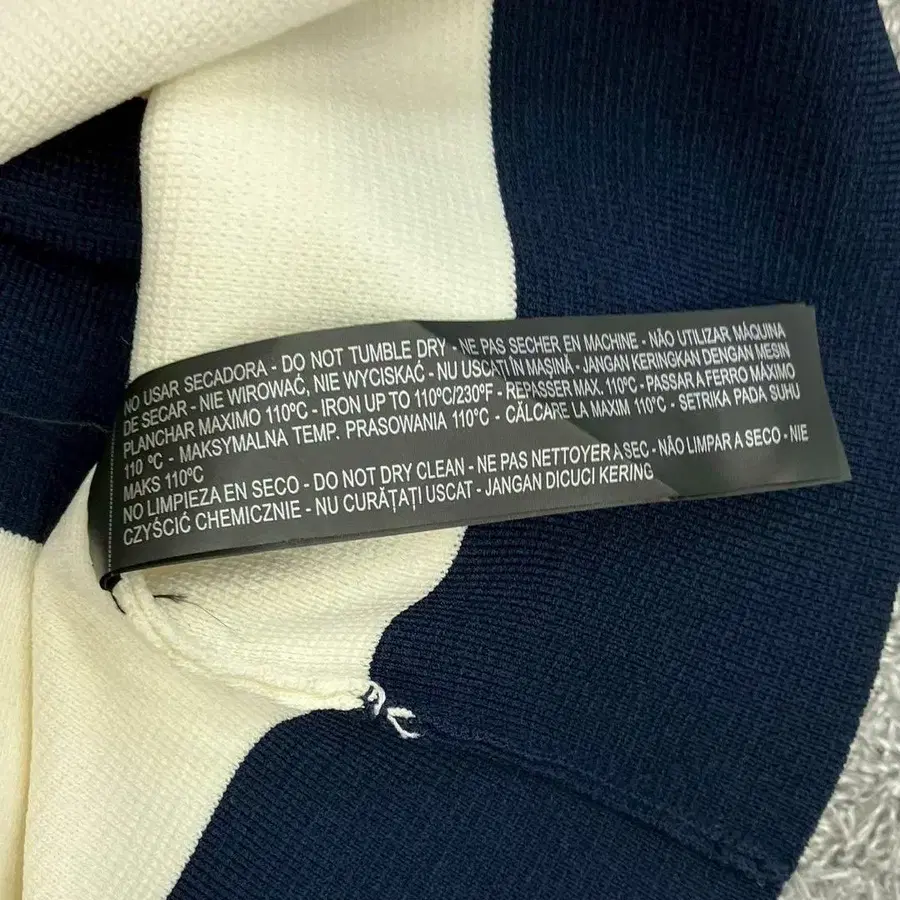 NO USAR SECADORA - DO NOT TUMBLE DRY - NE PAS SECHER EN MACHINE - NÃO UTILIZAR MÁQUINA
DE SECAR - NIE WIROWAĆ, NIE WYCISKAĆ - NU USCATI IN MAȘINĂ - JANGAN KERINGKAN DENGAN MESIN
PLANCHAR MAXIMO 110ºC - IRON UP TO 110ºC/230ºF - REPASSER MAX. 110ºC - PASSAR A FERRO MÁXIMO
110 ºC - MAKSYMALNA TEMP. PRASOWANIA 110ºC - CĂLCARE LA MAXIM 110ºC - SETRIKA PADA SUHU
MAKS 110ºC
NO LIMPIEZA EN SECO - DO NOT DRY CLEAN - NE PAS NETTOYER A SEC - NÃO LIMPAR A SECO - NIE
CZYŚCIĆ CHEMICZNIE - NU CURĂȚAȚI USCAT - JANGAN DICUCI KERING